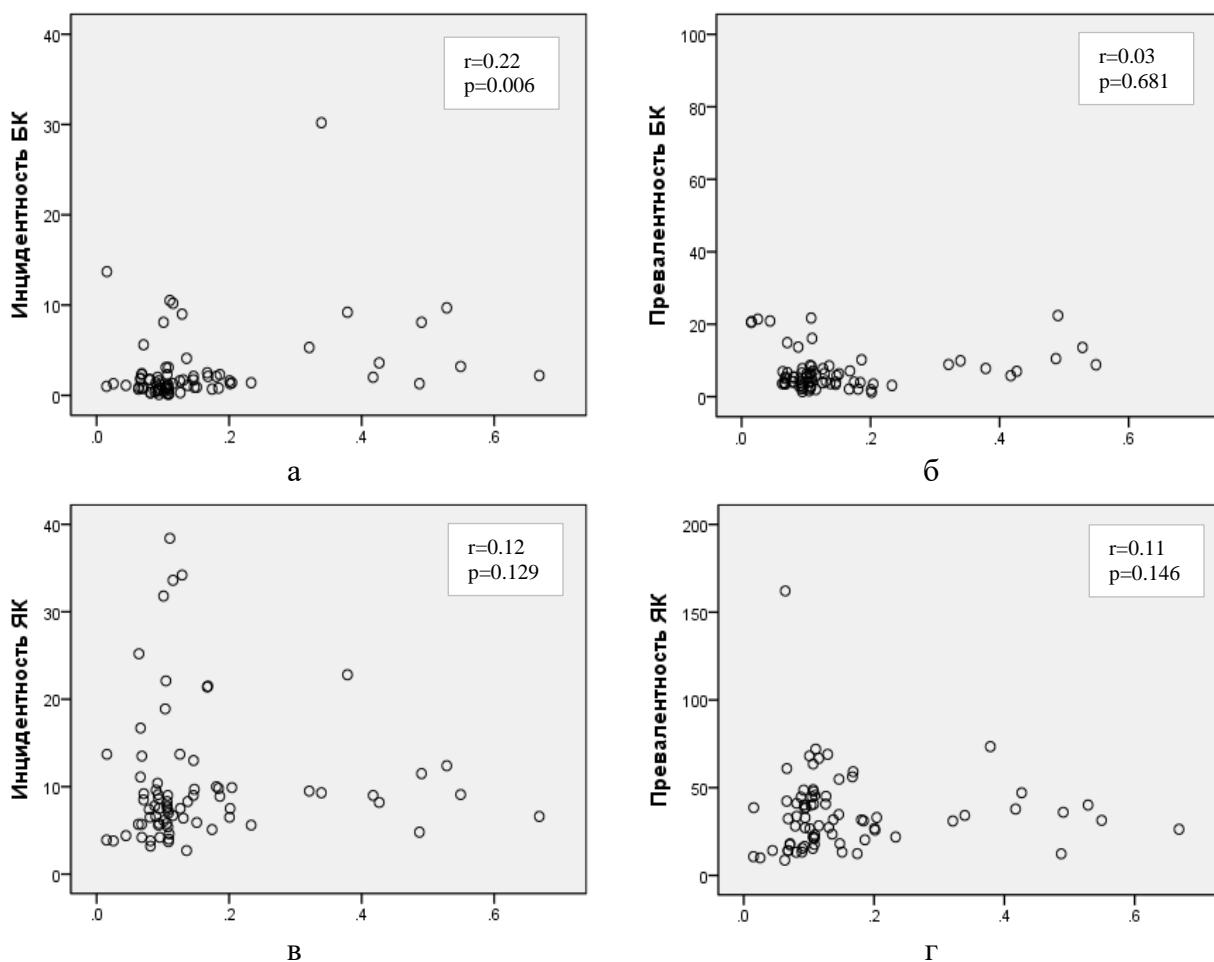 40
30
20
10
0
Инцидентность БК
r=0.22
p=0.006
.0 .2 .4 .6
а
100
80
60
40
20
0
Превалентность БК
r=0.03
p=0.681
.0 .2 .4 .6
б
40
30
20
10
0
Инцидентность ЯК
r=0.12
p=0.129
.0 .2 .4 .6
в
200
150
100
50
0
Превалентность ЯК
r=0.11
p=0.146
.0 .2 .4 .6
г